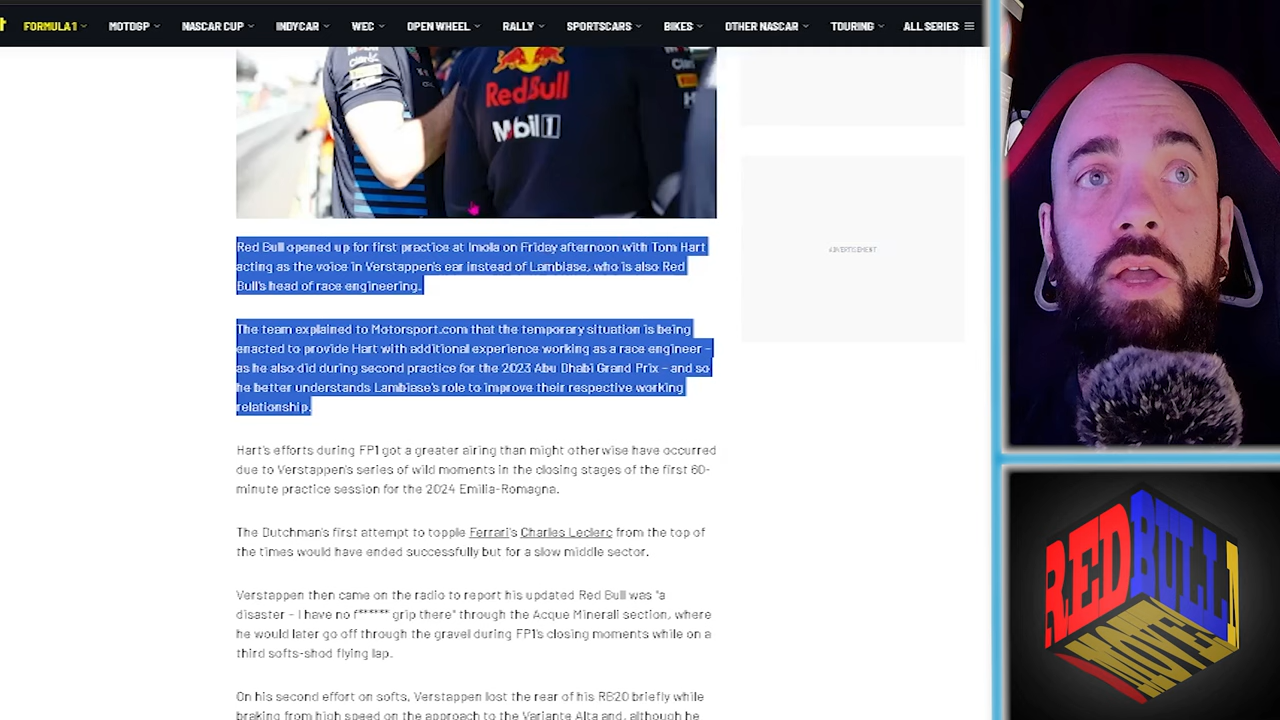 FORMULA 1 MOTOGP NASCAR CUP INDYCAR WEC OPEN WHEEL RALLY SPORTSCARS BIKES OTHER NASCAR TOURING ALL SERIES
Clark
Clar
RedBull
Mobil 1
Red Bull opened up for first practice at Imola on Friday afternoon with Tom Hart
acting as the voice in Verstappen's ear instead of Lambiase, who is also Red
Bull's head of race engineering.
The team explained to Motorsport.com that the temporary situation is being
enacted to provide Hart with additional experience working as a race engineer –
as he also did during second practice for the 2023 Abu Dhabi Grand Prix – and so
he better understands Lambiase's role to improve their respective working
relationship.
ADVERTISEMENT
Hart's efforts during FP1 got a greater airing than might otherwise have occurred
due to Verstappen's series of wild moments in the closing stages of the first 60-
minute practice session for the 2024 Emilia-Romagna.
The Dutchman's first attempt to topple Ferrari's Charles Leclerc from the top of
the times would have ended successfully but for a slow middle sector.
Verstappen then came on the radio to report his updated Red Bull was "a
disaster – I have no f****** grip there" through the Acque Minerali section, where
he would later go off through the gravel during FP1's closing moments while on a
third softs-shod flying lap.
On his second effort on softs, Verstappen lost the rear of his RB20 briefly while
braking from high speed on the approach to the Variante Alta and, although he
RED
BULL
MOVE